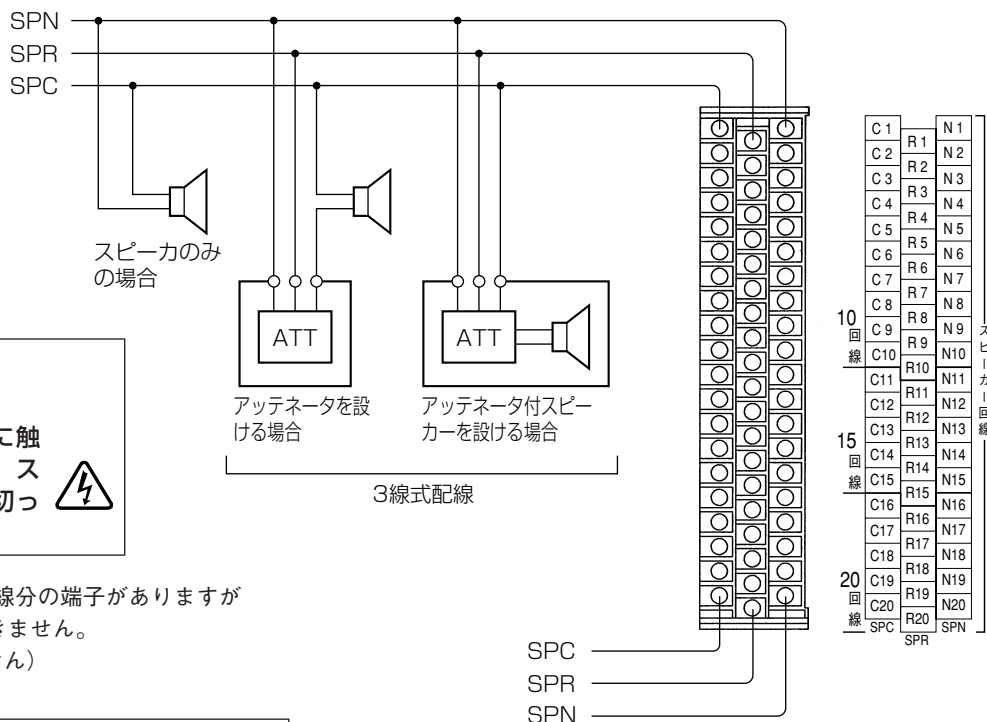 SPN
SPR
SPC
スピーカのみ
の場合
ATT
アッテネータを設
ける場合
ATT
アッテネータ付スピー
カーを設ける場合
3線式配線
に触
ス
切っ
線分の端子がありますが
きません。
SPC
SPR
SPN
C 1 R 1 N 1
C 2 R 2 N 2
C 3 R 3 N 3
C 4 R 4 N 4
C 5 R 5 N 5
C 6 R 6 N 6
C 7 R 7 N 7
C 8 R 8 N 8
C 9 R 9 N 9
C10 R10 N10
C11 R11 N11
C12 R12 N12
C13 R13 N13
C14 R14 N14
C15 R15 N15
C16 R16 N16
C17 R17 N17
C18 R18 N18
C19 R19 N19
C20 R20 N20
SPC SPR SPN
10回線
15回線
20回線
スピーカー回線